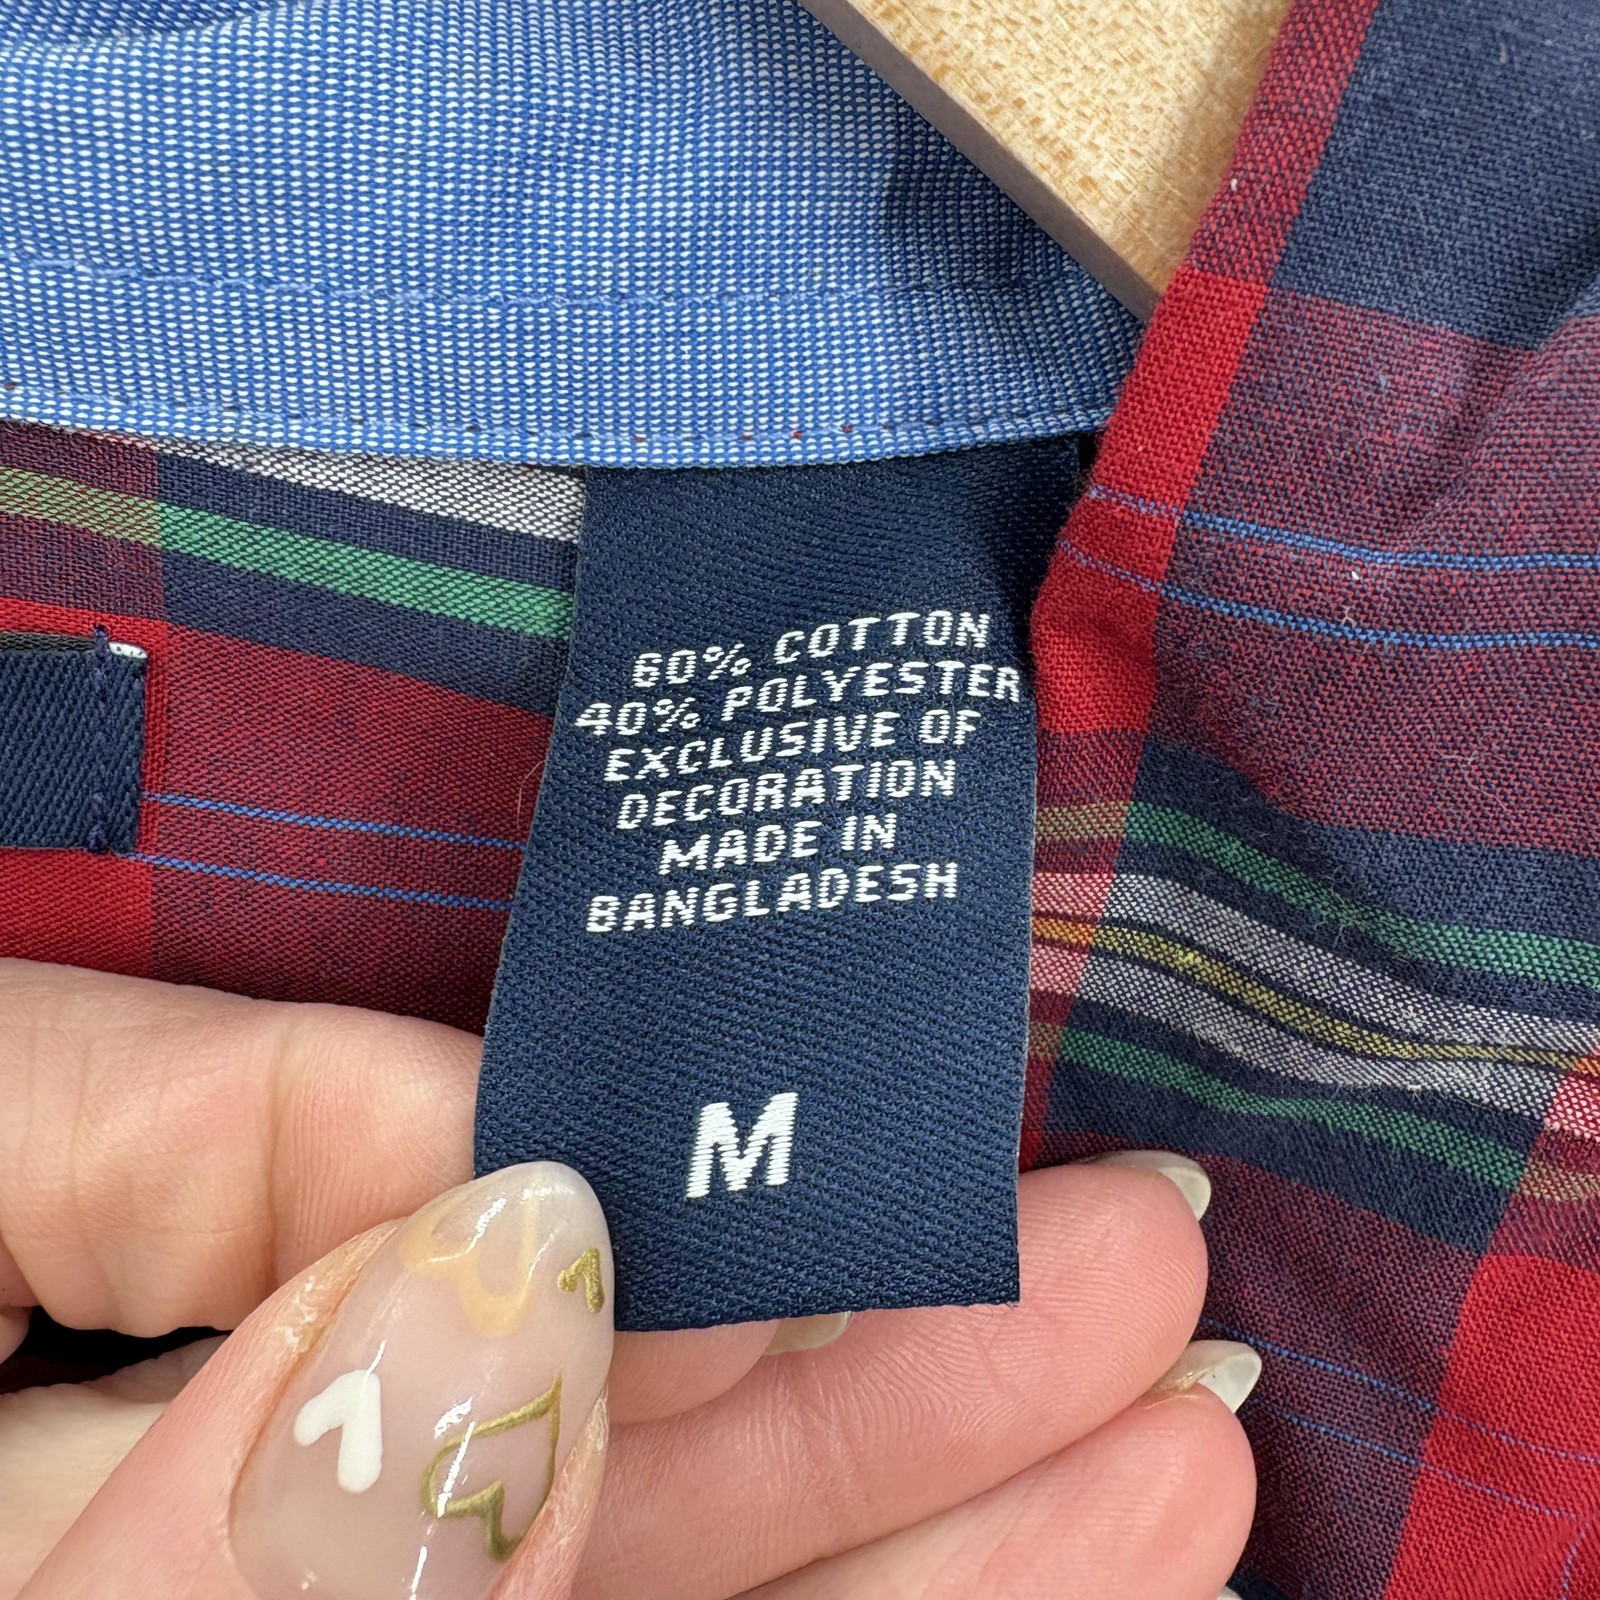 60% COTTON
40% POLYESTER
EXCLUSIVE OF
DECORATION
MADE IN
BANGLADESH
M